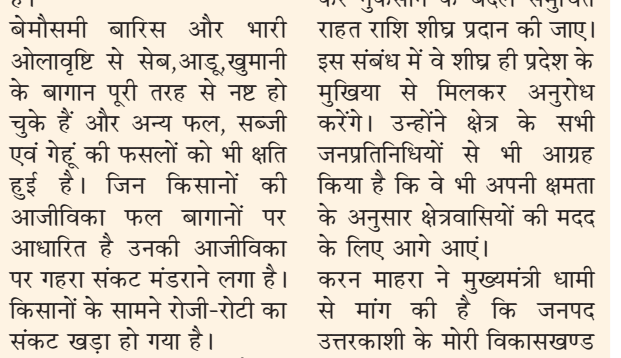 है।
बेमौसमी बारिस और भारी
ओलावृष्टि से सेब,आडू,खुमानी
के बागान पूरी तरह से नष्ट हो
चुके हैं और अन्य फल, सब्जी
एवं गेहूं की फसलों को भी क्षति
हुई है। जिन किसानों की
आजीविका फल बागानों पर
आधारित है उनकी आजीविका
पर गहरा संकट मंडराने लगा है।
किसानों के सामने रोजी-रोटी का
संकट खड़ा हो गया है।
राहत राशि शीघ्र प्रदान की जाए।
इस संबंध में वे शीघ्र ही प्रदेश के
मुखिया से मिलकर अनुरोध
करेंगे। उन्होंने क्षेत्र के सभी
जनप्रतिनिधियों से भी आग्रह
किया है कि वे भी अपनी क्षमता
के अनुसार क्षेत्रवासियों की मदद
के लिए आगे आएं।
करन माहरा ने मुख्यमंत्री धामी
से मांग की है कि जनपद
उत्तरकाशी के मोरी विकासखण्ड